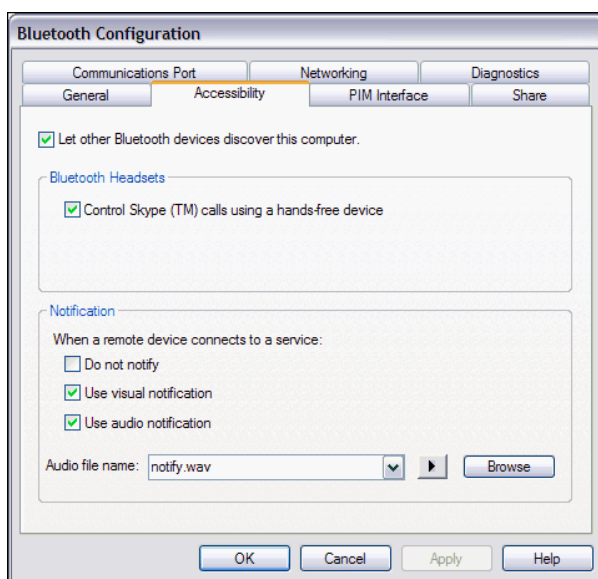 Bluetooth Configuration
Communications Port Networking Diagnostics
General Accessibility PIM Interface Share
Let other Bluetooth devices discover this computer.
Bluetooth Headsets
Control Skype (TM) calls using a hands-free device
Notification
When a remote device connects to a service:
Do not notify
Use visual notification
Use audio notification
Audio file name: notify.wav Browse
OK Cancel Apply Help